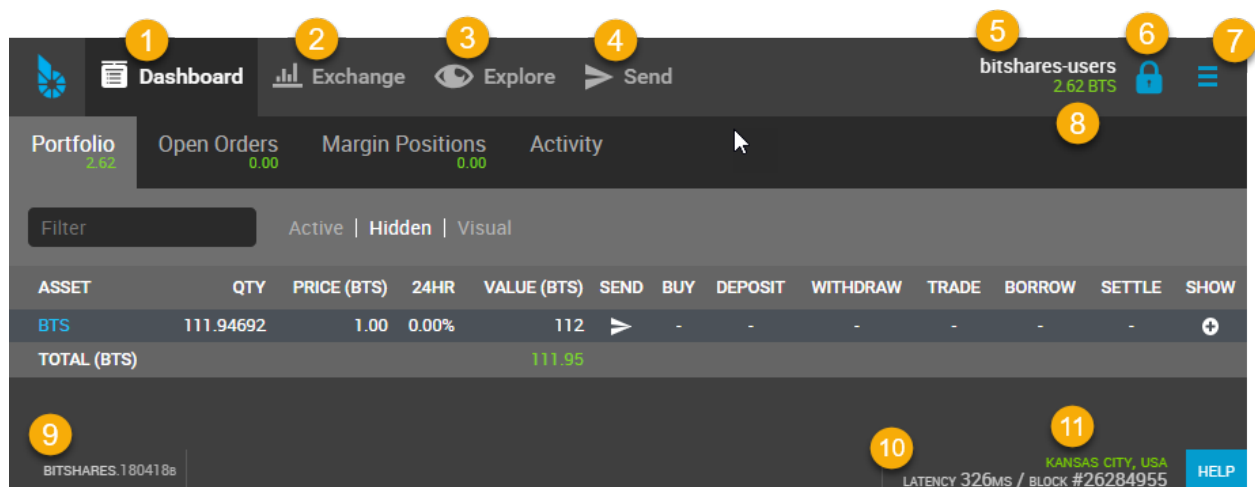 1 2 3 4 5 6 7
Dashboard Exchange Explore Send bitshares-users
2.62 BTS
8
Portfolio Open Orders Margin Positions Activity
2.62 0.00 0.00
Filter Active | Hidden | Visual
ASSET QTY PRICE (BTS) 24HR VALUE (BTS) SEND BUY DEPOSIT WITHDRAW TRADE BORROW SETTLE SHOW
BTS 111.94692 1.00 0.00% 112 - - - - - -
TOTAL (BTS) 111.95
9 10 11
KANSAS CITY, USA
BITSHARES.180418B LATENCY 326MS / BLOCK #26284955 HELP